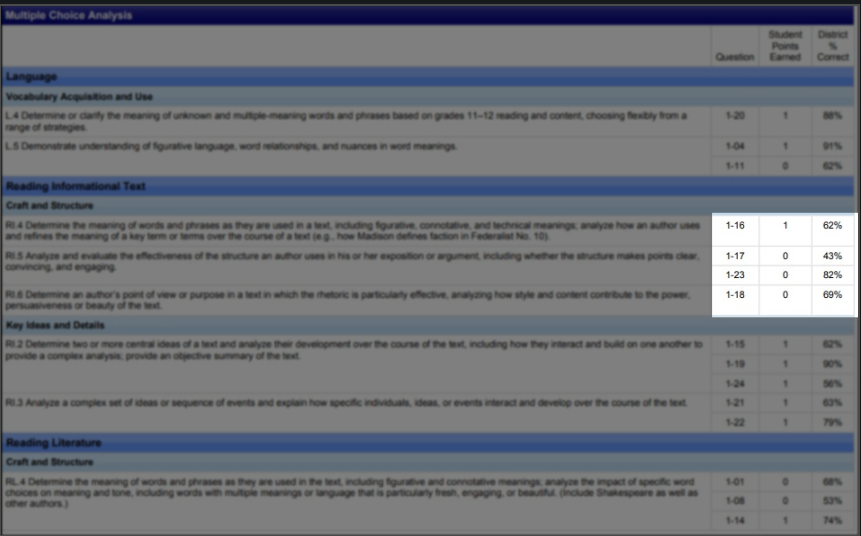 Multiple Choice Analysis
Question
Student Points Earned
District % Correct
Language
Vocabulary Acquisition and Use
L.4 Determine or clarify the meaning of unknown and multiple-meaning words and phrases based on grades 11–12 reading and content, choosing flexibly from a
range of strategies.
1-20 1 88%
L.5 Demonstrate understanding of figurative language, word relationships, and nuances in word meanings.
1-04 1 91%
1-11 0 62%
Reading Informational Text
Craft and Structure
RI.4 Determine the meaning of words and phrases as they are used in a text, including figurative, connotative, and technical meanings; analyze how an author uses
and refines the meaning of a key term or terms over the course of a text (e.g., how Madison defines faction in Federalist No. 10).
1-16 1 62%
RI.5 Analyze and evaluate the effectiveness of the structure an author uses in his or her exposition or argument, including whether the structure makes points clear,
convincing, and engaging.
1-17 0 43%
1-23 0 82%
RI.6 Determine an author's point of view or purpose in a text in which the rhetoric is particularly effective, analyzing how style and content contribute to the power,
persuasiveness or beauty of the text.
1-18 0 69%
Key Ideas and Details
RI.2 Determine two or more central ideas of a text and analyze their development over the course of the text, including how they interact and build on one another to
provide a complex analysis; provide an objective summary of the text.
1-15 1 62%
1-19 1 90%
1-24 1 56%
RI.3 Analyze a complex set of ideas or sequence of events and explain how specific individuals, ideas, or events interact and develop over the course of the text.
1-21 1 63%
1-22 1 79%
Reading Literature
Craft and Structure
RL.4 Determine the meaning of words and phrases as they are used in the text, including figurative and connotative meanings; analyze the impact of specific word
choices on meaning and tone, including words with multiple meanings or language that is particularly fresh, engaging, or beautiful. (Include Shakespeare as well as
other authors.)
1-01 0 68%
1-08 0 53%
1-14 1 74%